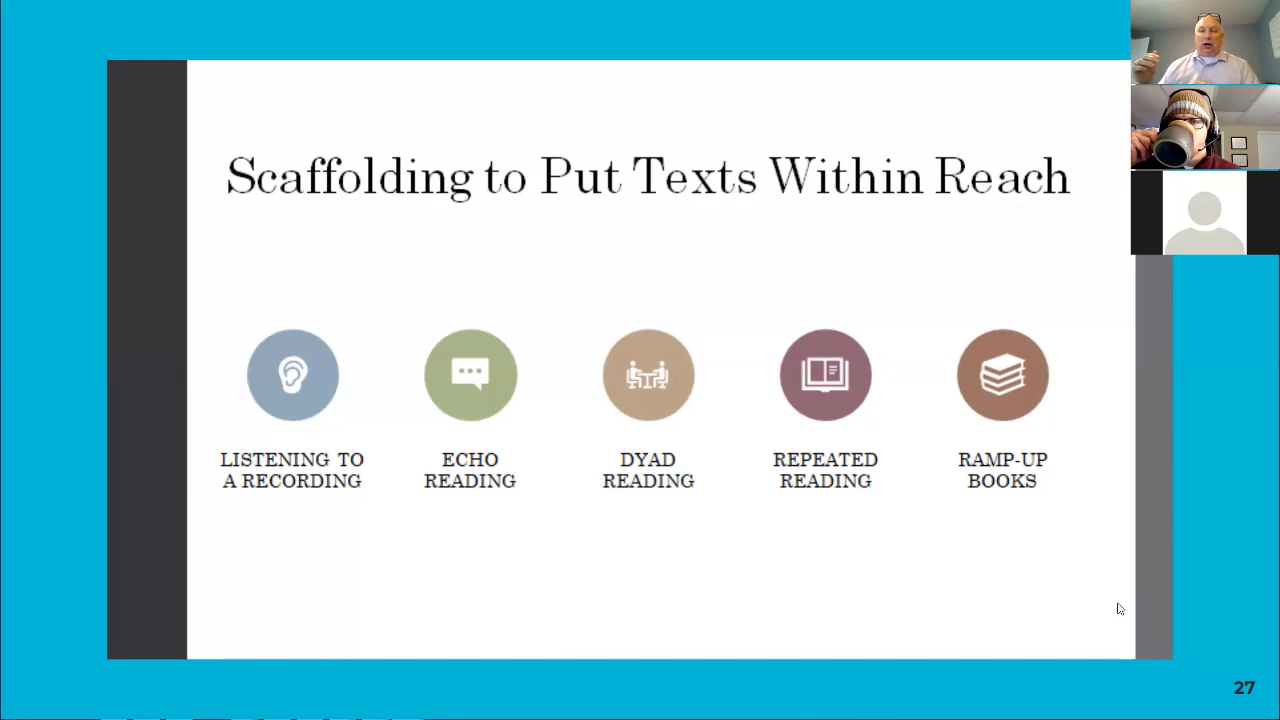 Scaffolding to Put Texts Within Reach
LISTENING TO
A RECORDING
ECHO
READING
DYAD
READING
REPEATED
READING
RAMP-UP
BOOKS
27